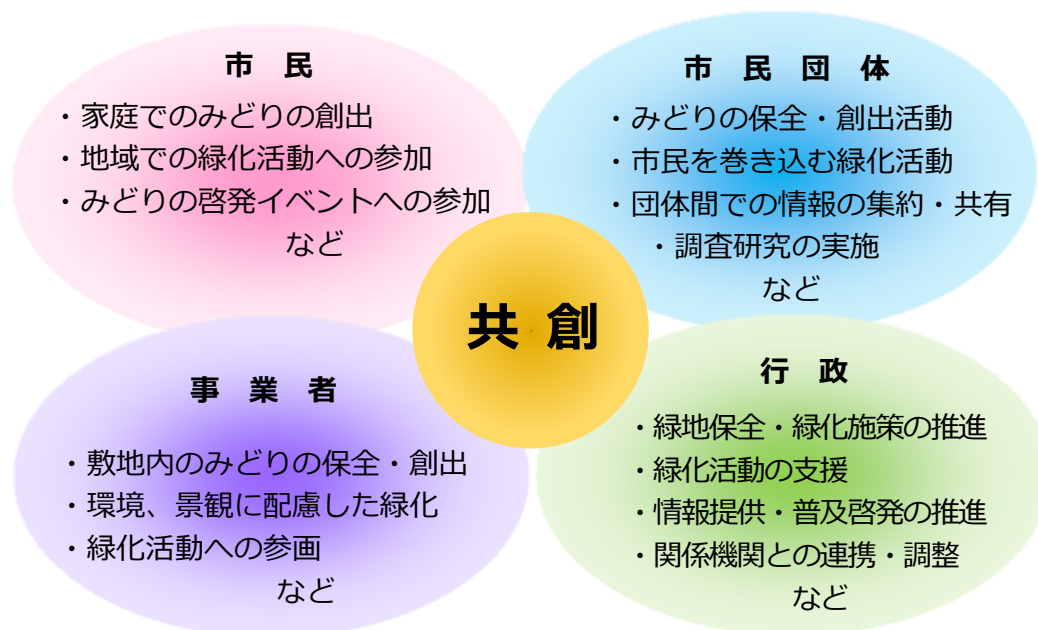 市 民
・家庭でのみどりの創出
・地域での緑化活動への参加
・みどりの啓発イベントへの参加
など
市 民 団 体
・みどりの保全・創出活動
・市民を巻き込む緑化活動
・団体間での情報の集約・共有
・調査研究の実施
など
共 創
事 業 者
・敷地内のみどりの保全・創出
・環境、景観に配慮した緑化
・緑化活動への参画
など
行 政
・緑地保全・緑化施策の推進
・緑化活動の支援
・情報提供・普及啓発の推進
・関係機関との連携・調整
など